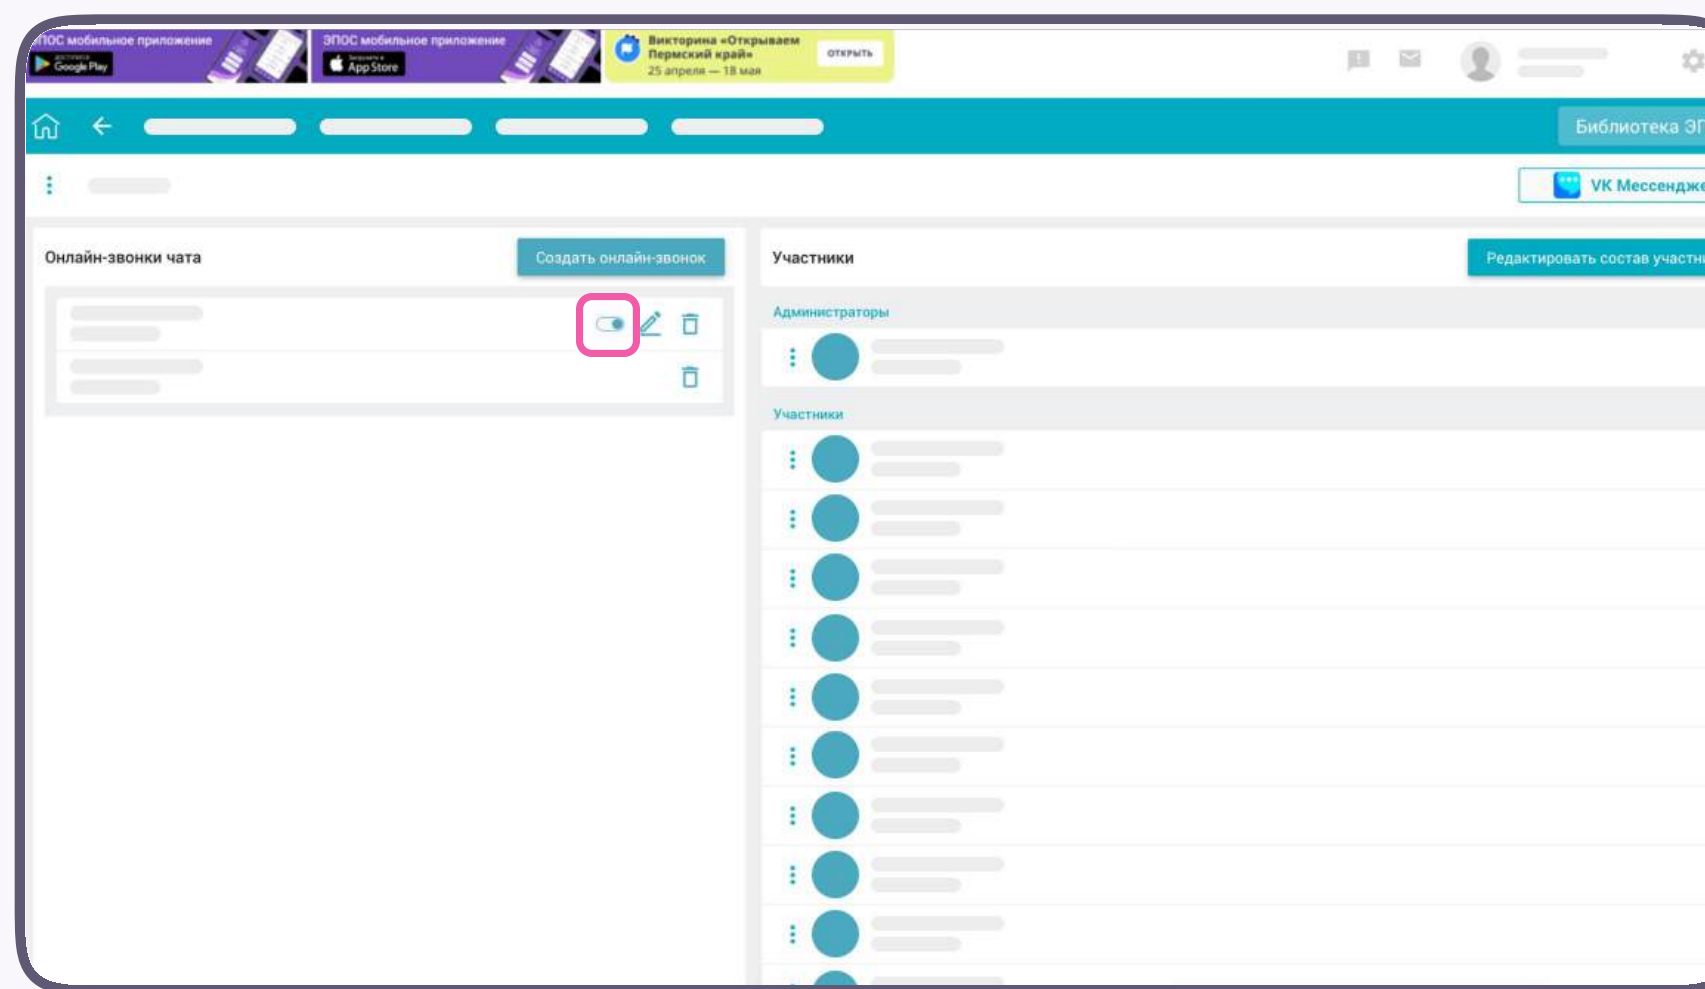 ЭПОС мобильное приложение
Google Play
ЭПОС мобильное приложение
Загрузите в
App Store
Викторина «Открываем
Пермский край»
25 апреля — 18 мая
ОТКРЫТЬ
Библиотека ЭП
VK Мессендже
Онлайн-звонки чата
Создать онлайн-звонок
Участники
Редактировать состав участни
Администраторы
Участники